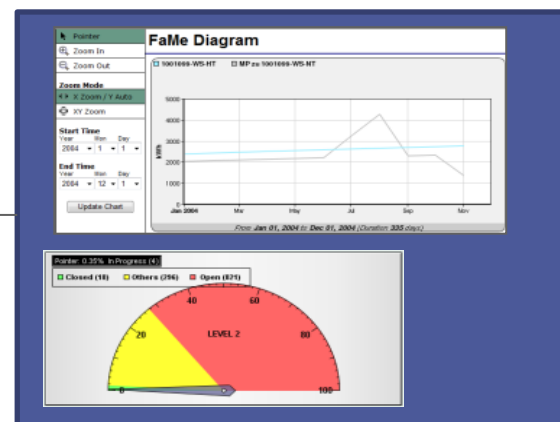 Pointer
Zoom In
Zoom Out
Zoom Mode
X Zoom / Y Auto
XY Zoom
Start Time
Year Mon Day
2004 1 1
End Time
Year Mon Day
2004 12 1
Update Chart
FaMe Diagram
1001099-WS-HT MP zu 1001099-WS-NT
5000
4000
3000
2000
1000
0
kWh
Jan 2004 Mar May Jul Sep Nov
From Jan 01, 2004 to Dec 01, 2004 (Duration 335 days)
Pointer: 0.35% In Progress (4)
Closed (18) Others (396) Open (821)
40 60
20 LEVEL 2 80
0 100